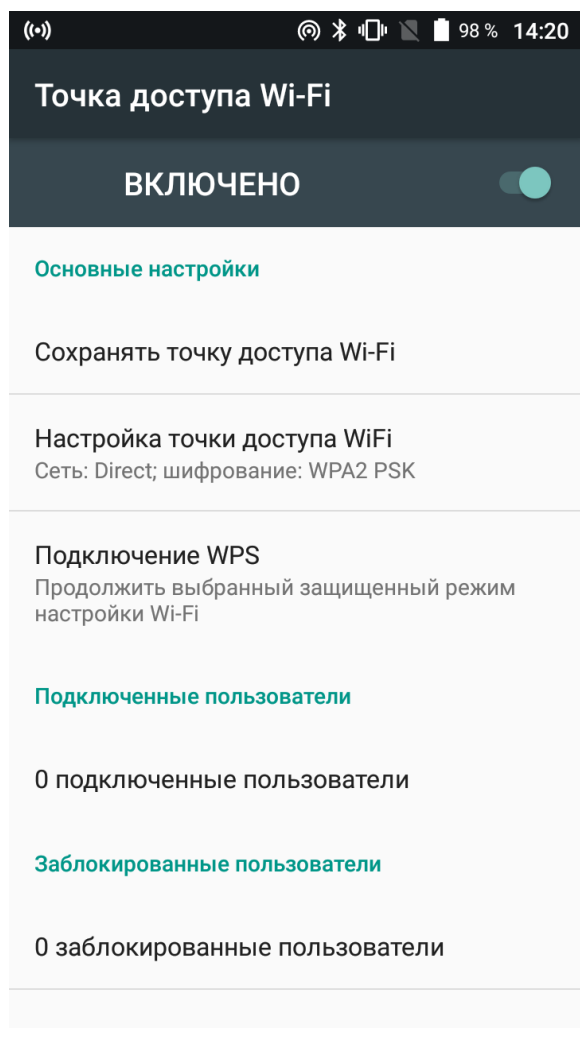 98 % 14:20
Точка доступа Wi-Fi
ВКЛЮЧЕНО
Основные настройки
Сохранять точку доступа Wi-Fi
Настройка точки доступа WiFi
Сеть: Direct; шифрование: WPA2 PSK
Подключение WPS
Продолжить выбранный защищенный режим
настройки Wi-Fi
Подключенные пользователи
0 подключенные пользователи
Заблокированные пользователи
0 заблокированные пользователи